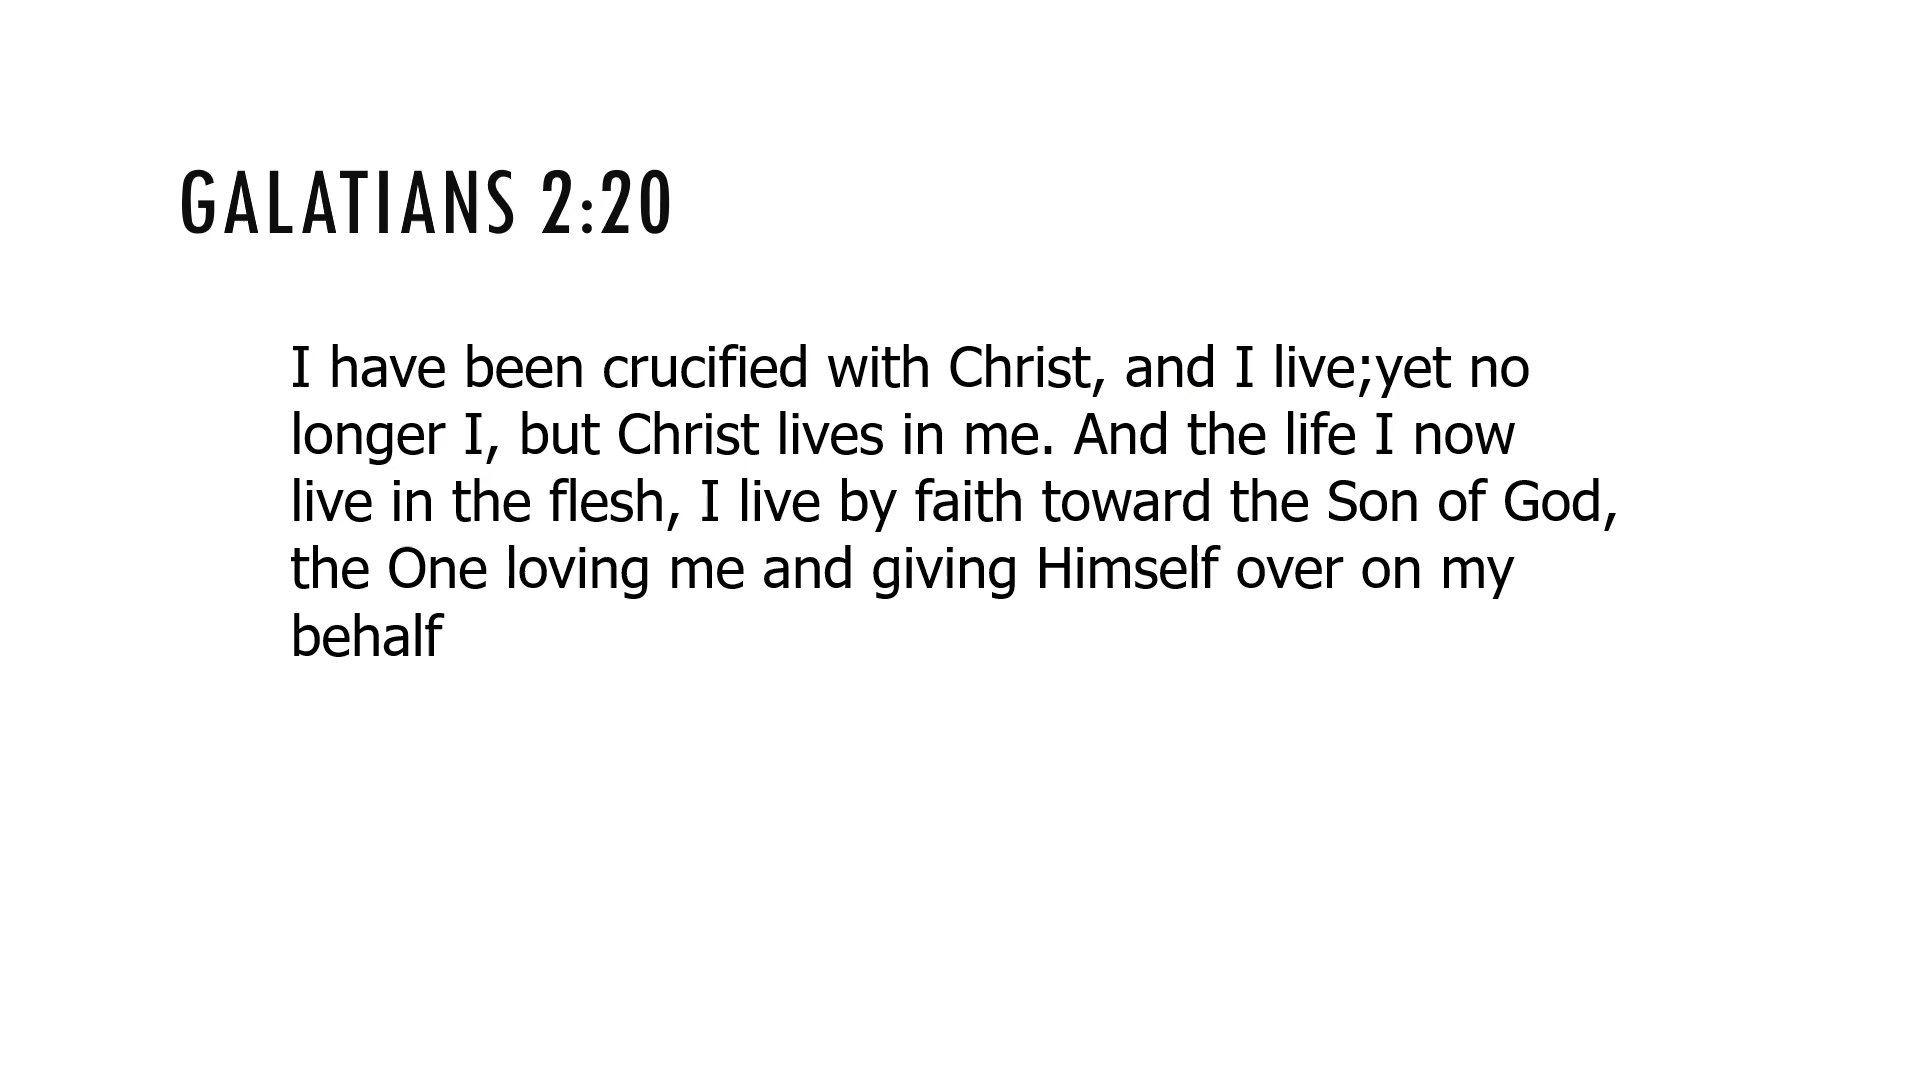 GALATIANS 2:20
I have been crucified with Christ, and I live;yet no
longer I, but Christ lives in me. And the life I now
live in the flesh, I live by faith toward the Son of God,
the One loving me and giving Himself over on my
behalf